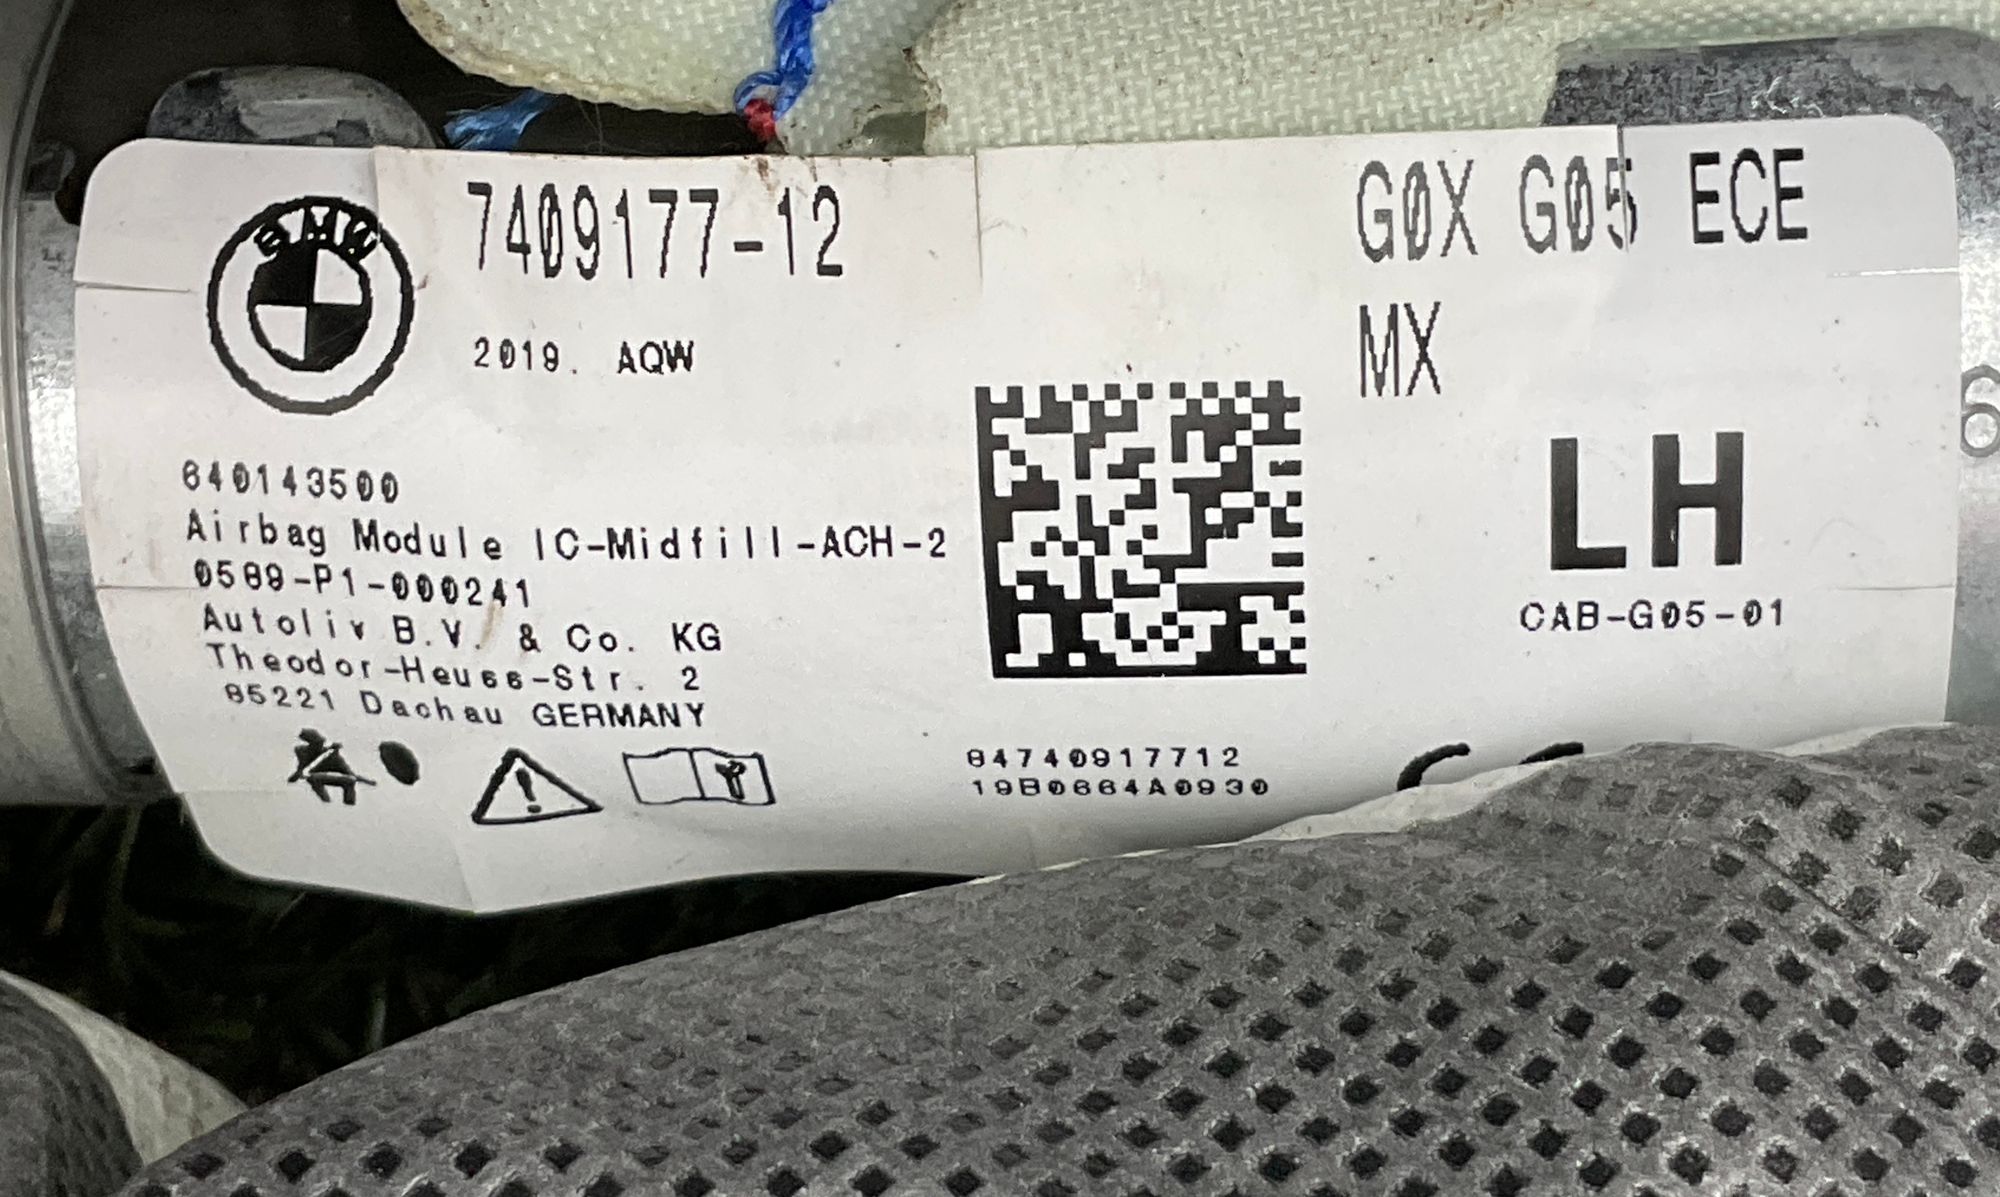 BMW
7409177-12
2019. AQW
640143500
Airbag Module IC-Midfill-ACH-2
0589-P1-000241
Autoliv B.V. & Co. KG
Theodor-Heuss-Str. 2
85221 Dachau GERMANY
G0X G05 ECE
MX
LH
CAB-G05-01
84740917712
19B0664A0930
6